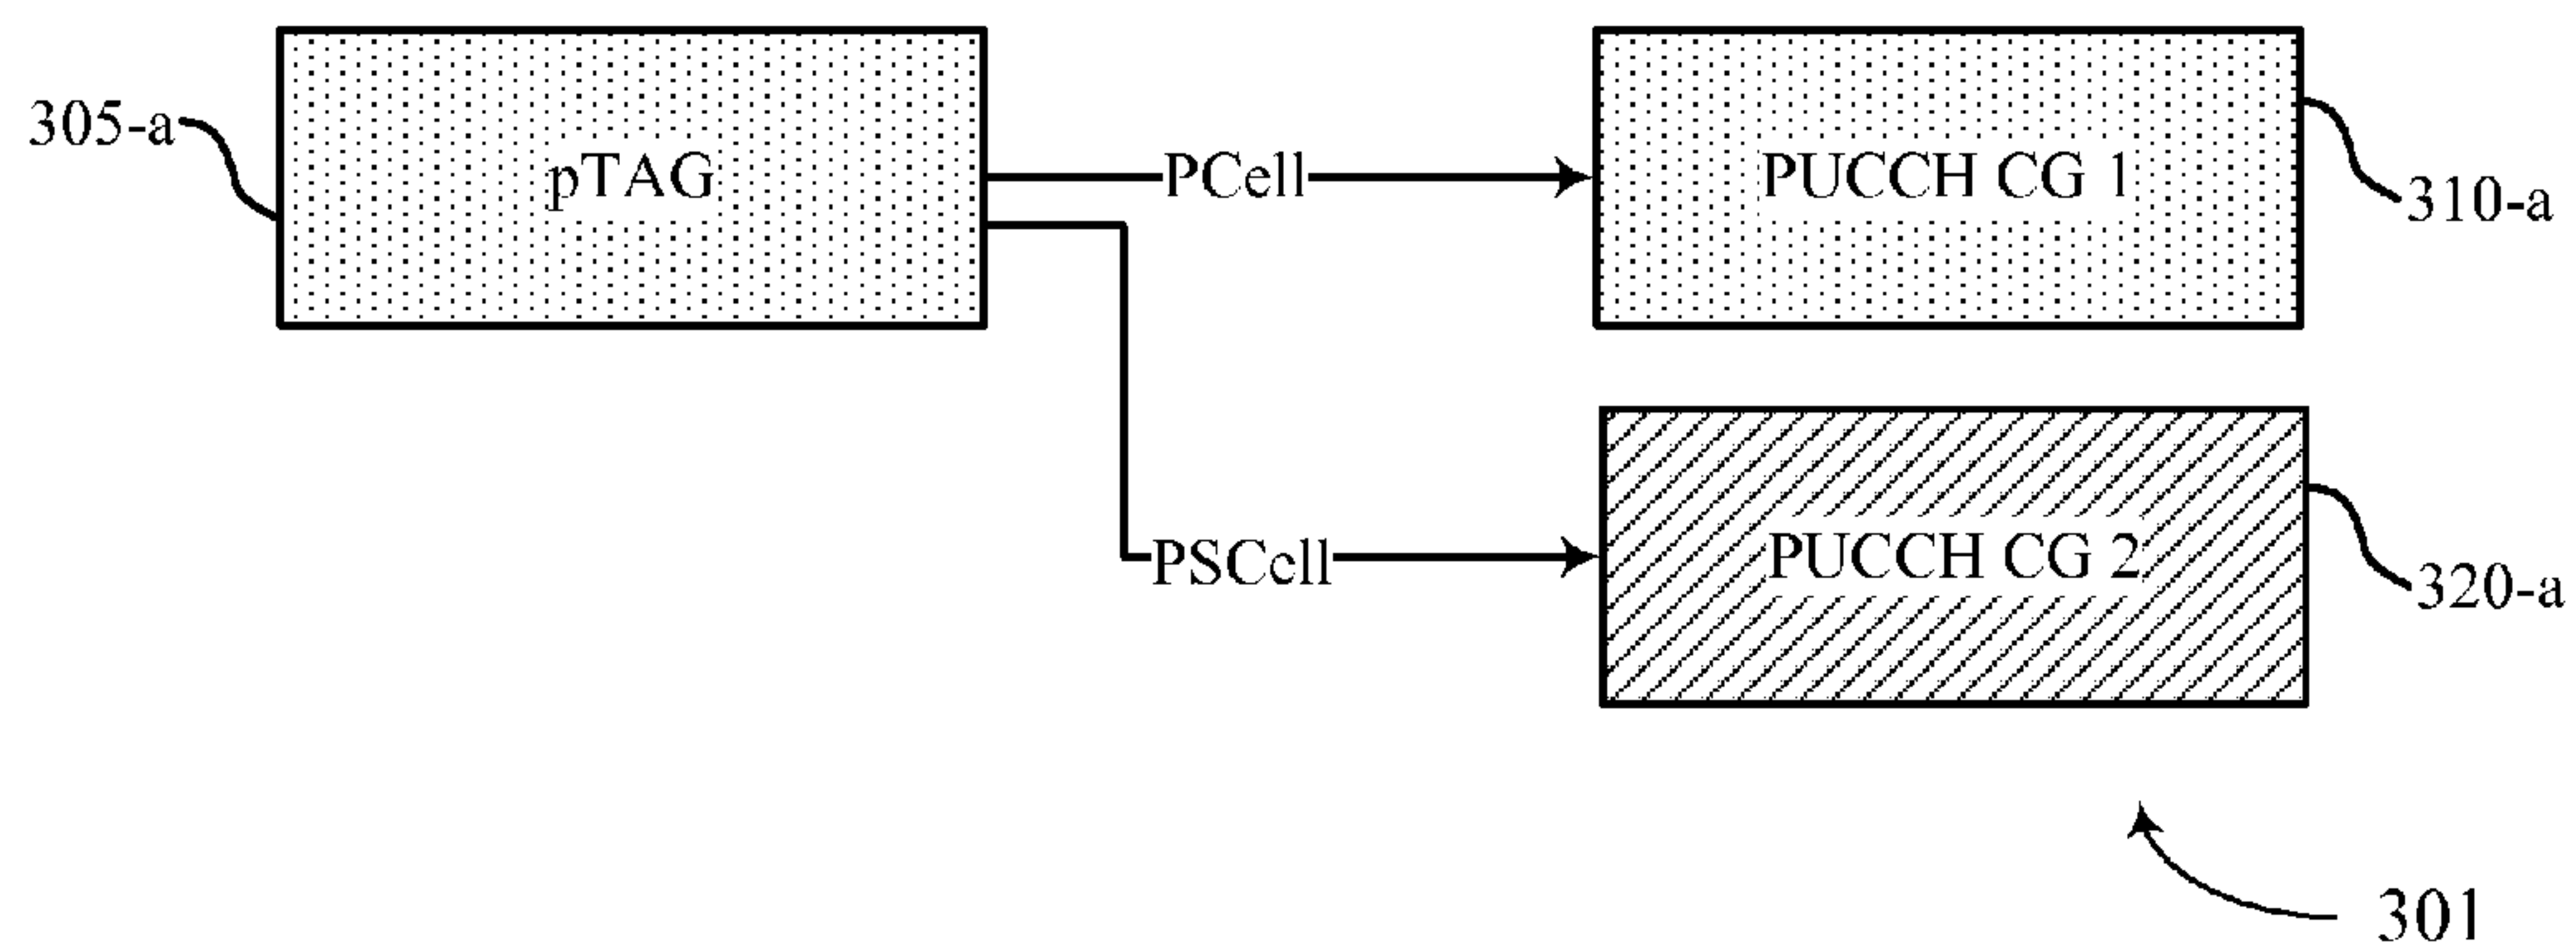 305-a
pTAG
PCell
PUCCH CG 1
310-a
PSCell
PUCCH CG 2
320-a
301